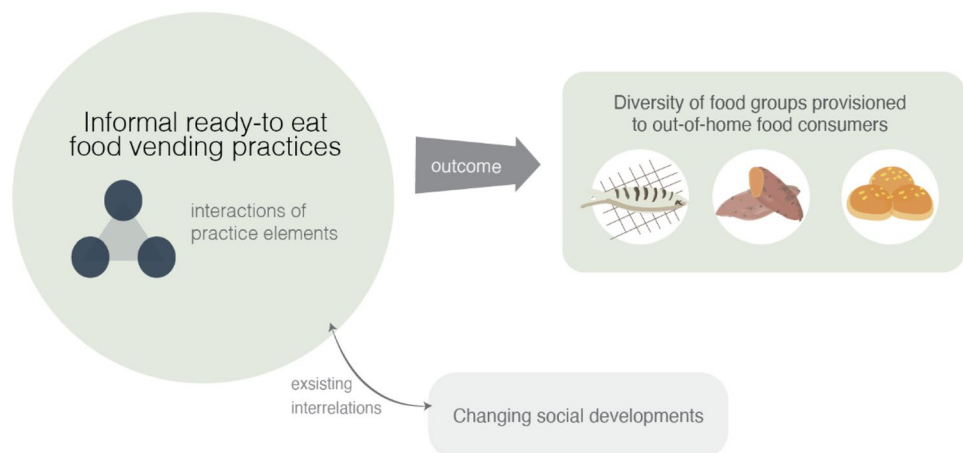 Informal ready-to eat
food vending practices
interactions of
practice elements
outcome
Diversity of food groups provisioned
to out-of-home food consumers
exsisting
interrelations
Changing social developments